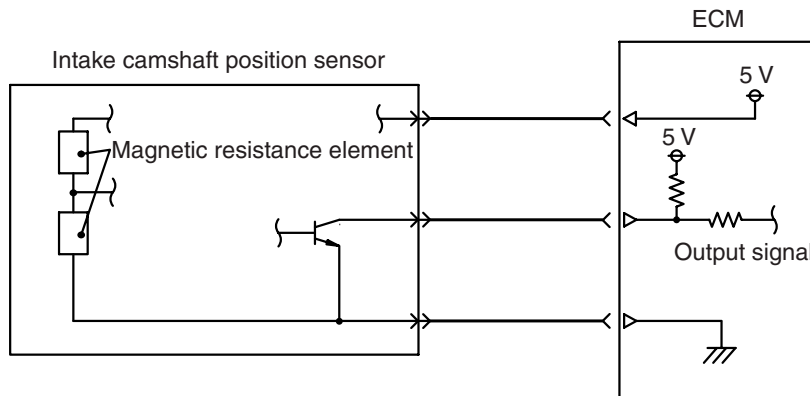 ECM
Intake camshaft position sensor
5 V
Magnetic resistance element
5 V
Output signal